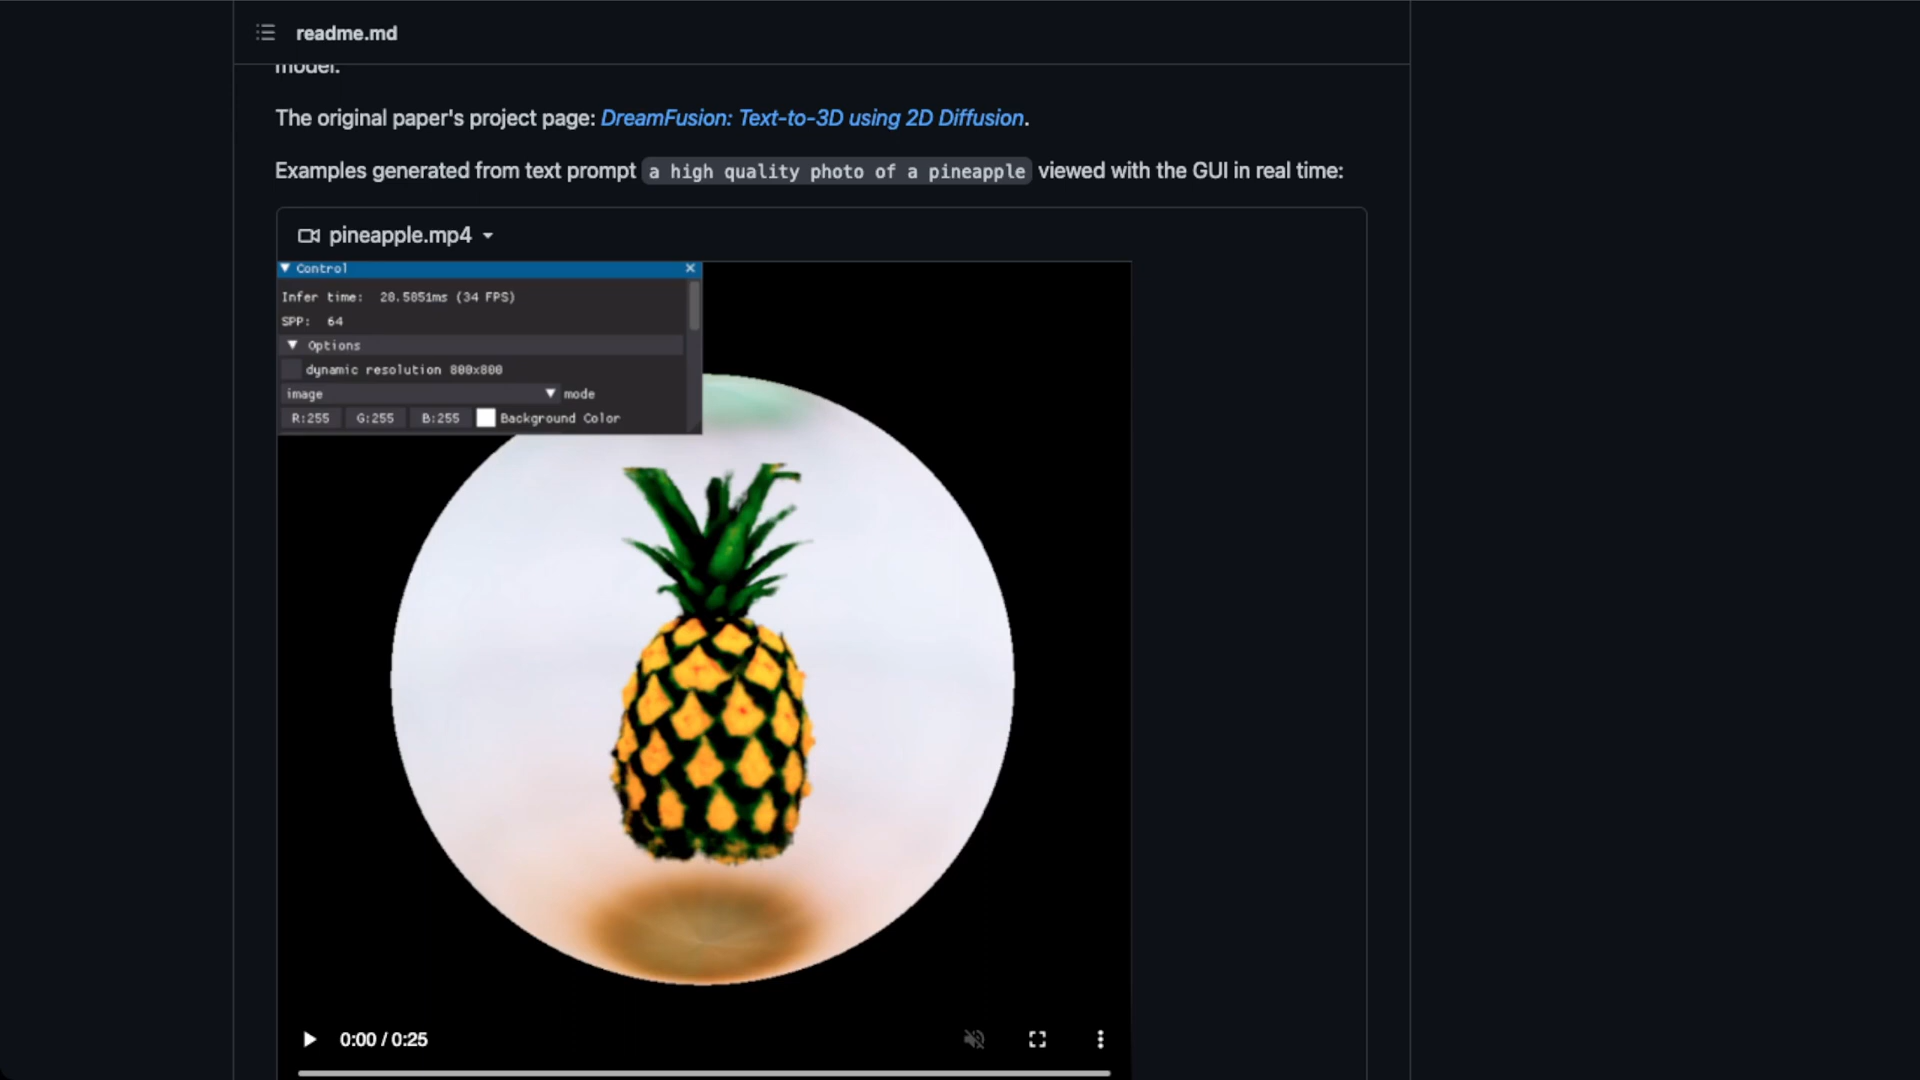 readme.md
model.
The original paper's project page: DreamFusion: Text-to-3D using 2D Diffusion.
Examples generated from text prompt a high quality photo of a pineapple viewed with the GUI in real time:
pineapple.mp4
Control
Infer time: 28.5851ms (34 FPS)
SPP: 64
Options
dynamic resolution 800x800
image mode
R:255 G:255 B:255 Background Color
0:00 / 0:25